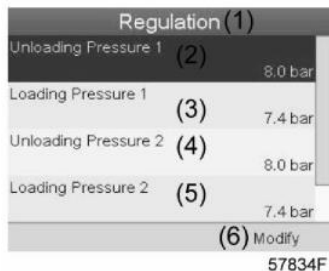 Regulation (1)
Unloading Pressure 1 (2)
8.0 bar
Loading Pressure 1
(3)
7.4 bar
Unloading Pressure 2 (4)
8.0 bar
Loading Pressure 2
(5)
7.4 bar
(6) Modify
57834F